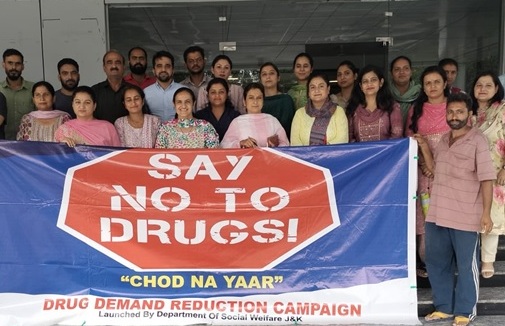 SAY
NO TO
DRUGS!
“CHOD NA YAAR”
DRUG DEMAND REDUCTION CAMPAIGN
Launched By Department Of Social Welfare J&K